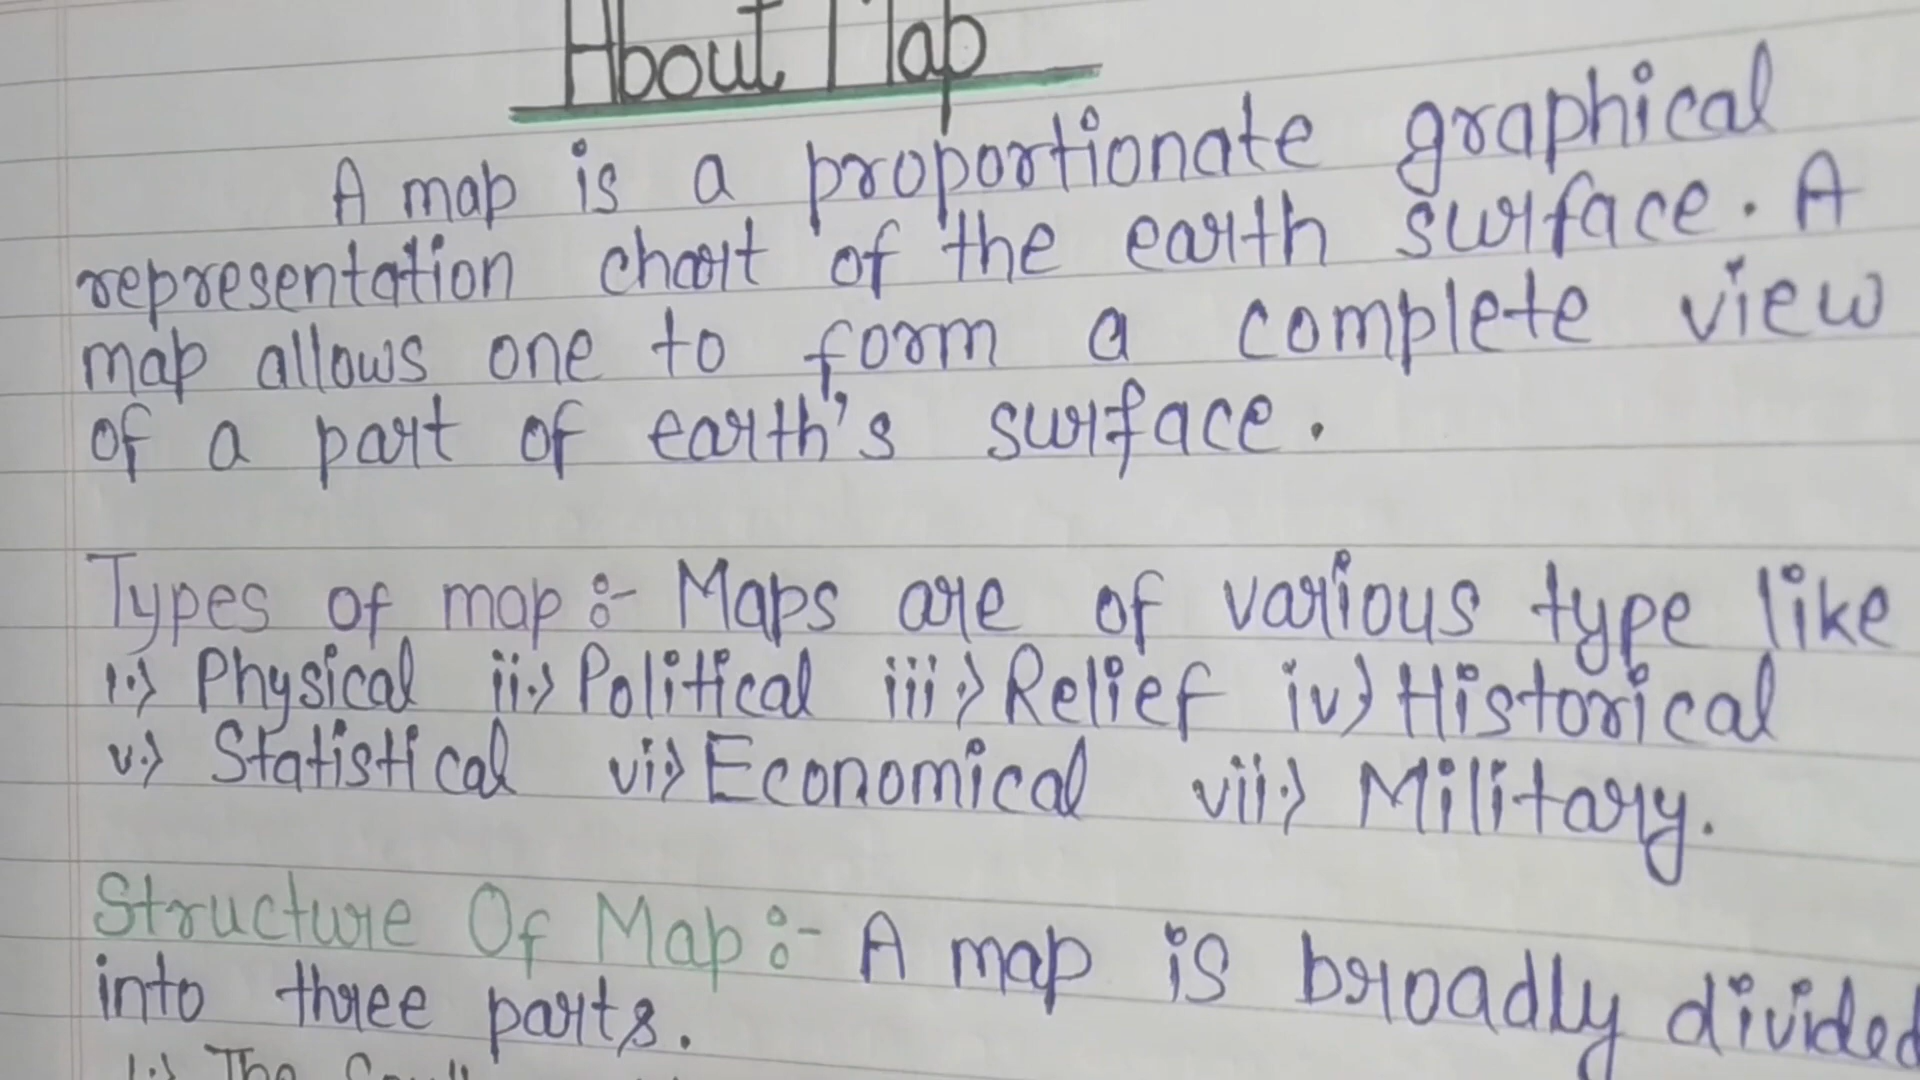 About Map
A map is a proportionate graphical
representation chart of the earth surface. A
map allows one to form a complete view
of a part of earth's surface.
Types of map :- Maps are of various type like
i.) Physical ii.) Political iii.) Relief iv) Historical
v.) Statistical vi) Economical vii.) Military.
Structure Of Map :- A map is broadly divided
into three parts.
1.) The